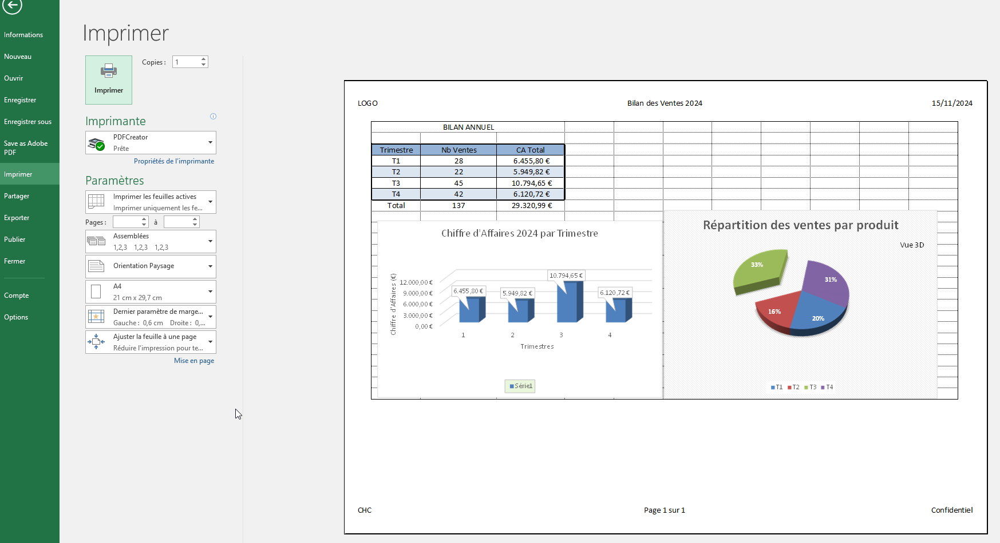 Informations
Nouveau
Ouvrir
Enregistrer
Enregistrer sous
Save as Adobe
PDF
Imprimer
Partager
Exporter
Publier
Fermer
Compte
Options
Imprimer
Imprimer
Copies : 1
Imprimante
PDFCreator
Prête
Propriétés de l'imprimante
Paramètres
Imprimer les feuilles actives
Imprimer uniquement les fe...
Pages : à
Assemblées
1,2,3 1,2,3 1,2,3
Orientation Paysage
A4
21 cm x 29,7 cm
Dernier paramètre de marge...
Gauche : 0,6 cm Droite : 0,...
Ajuster la feuille à une page
Réduire l'impression pour te...
Mise en page
LOGO Bilan des Ventes 2024 15/11/2024
BILAN ANNUEL
Trimestre Nb Ventes CA Total
T1 28 6.455,80 €
T2 22 5.949,82 €
T3 45 10.794,65 €
T4 42 6.120,72 €
Total 137 29.320,99 €
Chiffre d'Affaires 2024 par Trimestre
Chiffre d'Affaires (€)
12.000,00 €
9.000,00 €
6.000,00 €
3.000,00 €
0,00 €
6.455,80 €
5.949,82 €
10.794,65 €
6.120,72 €
1 2 3 4
Trimestres
Série1
Répartition des ventes par produit
Vue 3D
33%
31%
16%
20%
T1 T2 T3 T4
CHC Page 1 sur 1 Confidentiel